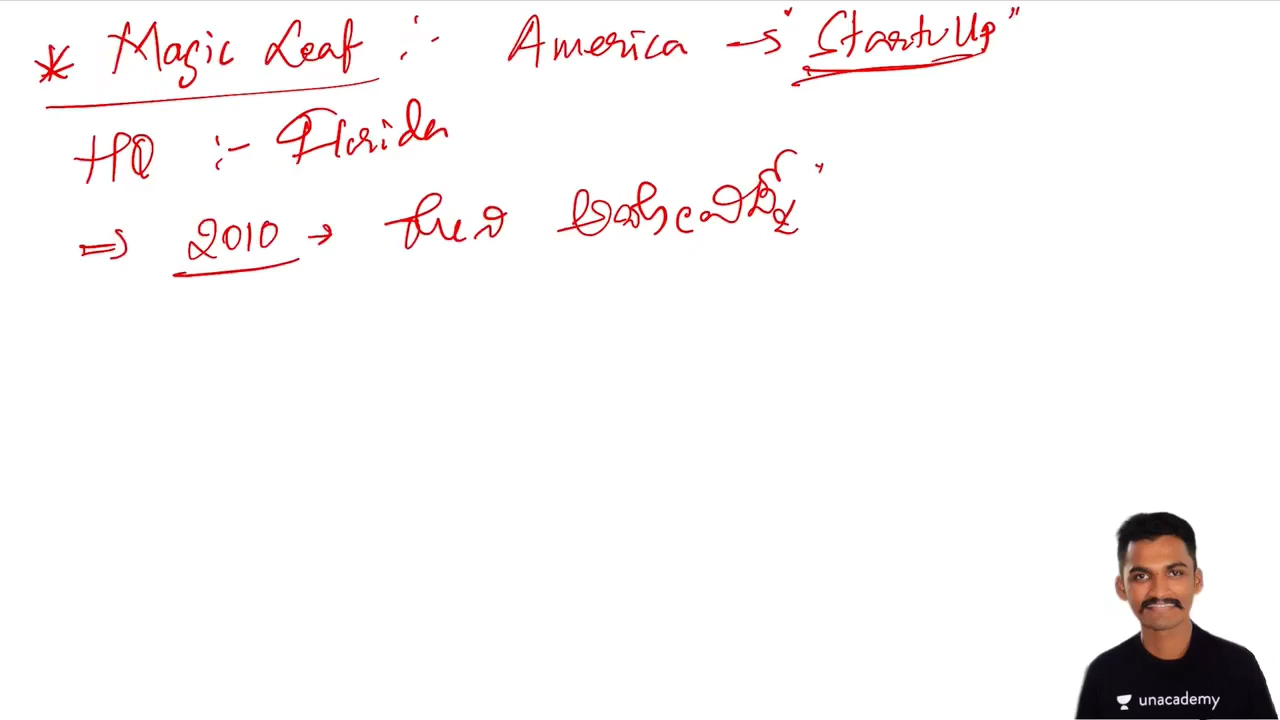 * Magic Leaf :- America → "StartUp"
HQ :- Florida
⇒ 2010 →
unacademy